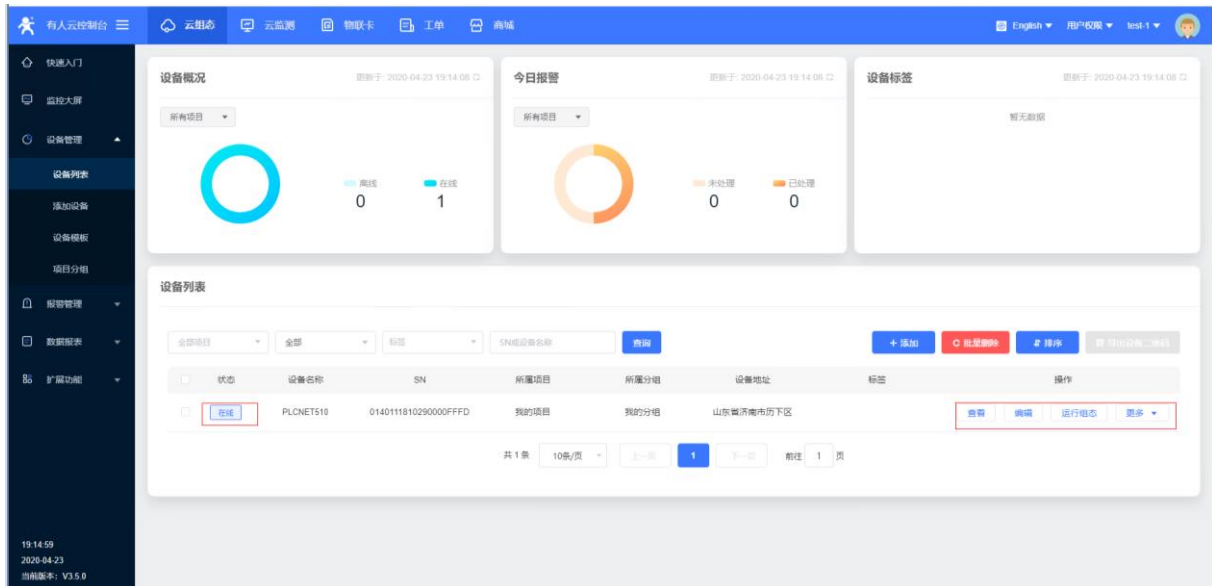 有人云控制台
云组态
云监测
物联卡
工单
商城
English
用户权限
test-1
快速入门
监控大屏
设备管理
设备列表
添加设备
设备模板
项目分组
报警管理
数据报表
扩展功能
19:14:59
2020-04-23
当前版本：V3.5.0
设备概况
更新于: 2020-04-23 19:14:08
所有项目
离线
在线
0
1
今日报警
更新于: 2020-04-23 19:14:08
所有项目
未处理
已处理
0
0
设备标签
更新于: 2020-04-23 19:14:08
暂无数据
设备列表
全部项目
全部
标签
SN或设备名称
查询
+ 添加
批量删除
排序
导出设备二维码
状态 设备名称 SN 所属项目 所属分组 设备地址 标签 操作
在线 PLCNET510 0140111810290000FFFD 我的项目 我的分组 山东省济南市历下区 查看 编辑 运行组态 更多
共 1 条 10条/页 上一页 1 下一页 前往 1 页